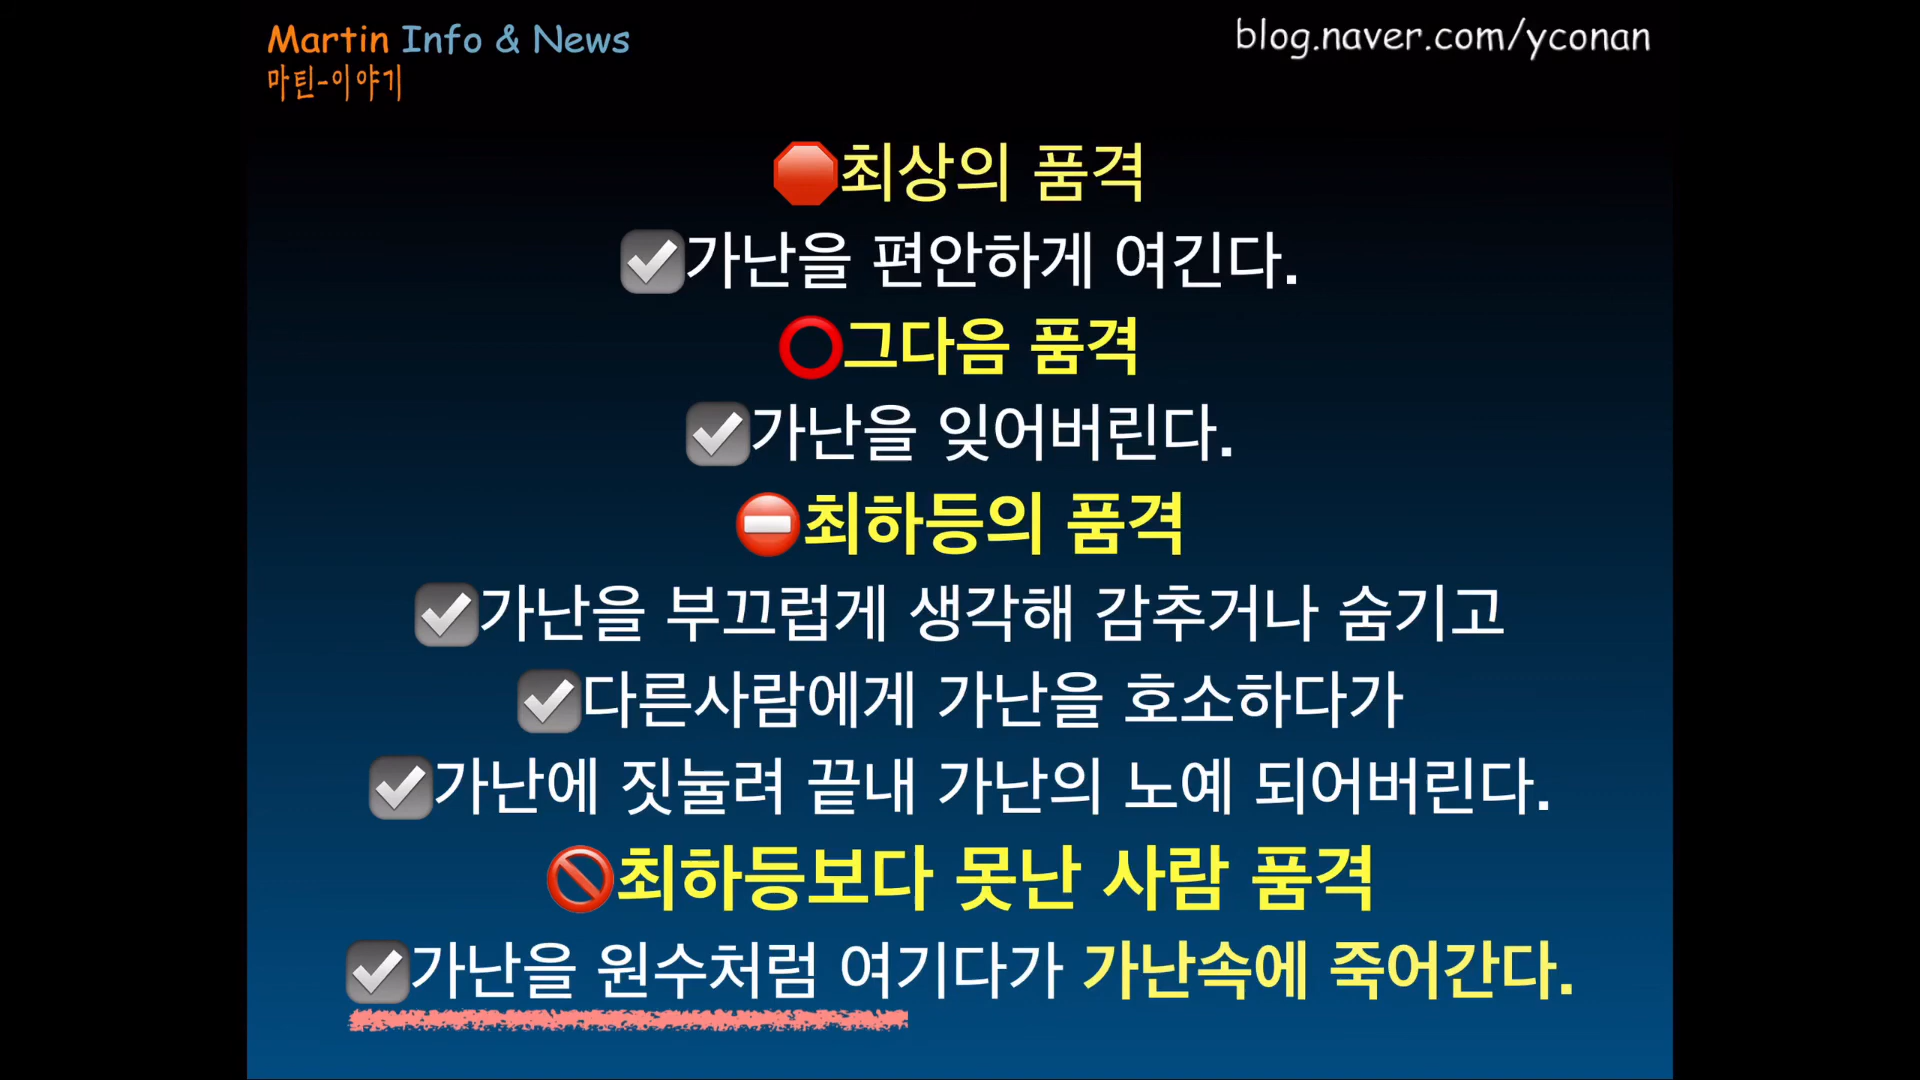 Martin Info & News
마틴-이야기
blog.naver.com/yconan
최상의 품격
가난을 편안하게 여긴다.
그다음 품격
가난을 잊어버린다.
최하등의 품격
가난을 부끄럽게 생각해 감추거나 숨기고
다른사람에게 가난을 호소하다가
가난에 짓눌려 끝내 가난의 노예 되어버린다.
최하등보다 못난 사람 품격
가난을 원수처럼 여기다가 가난속에 죽어간다.